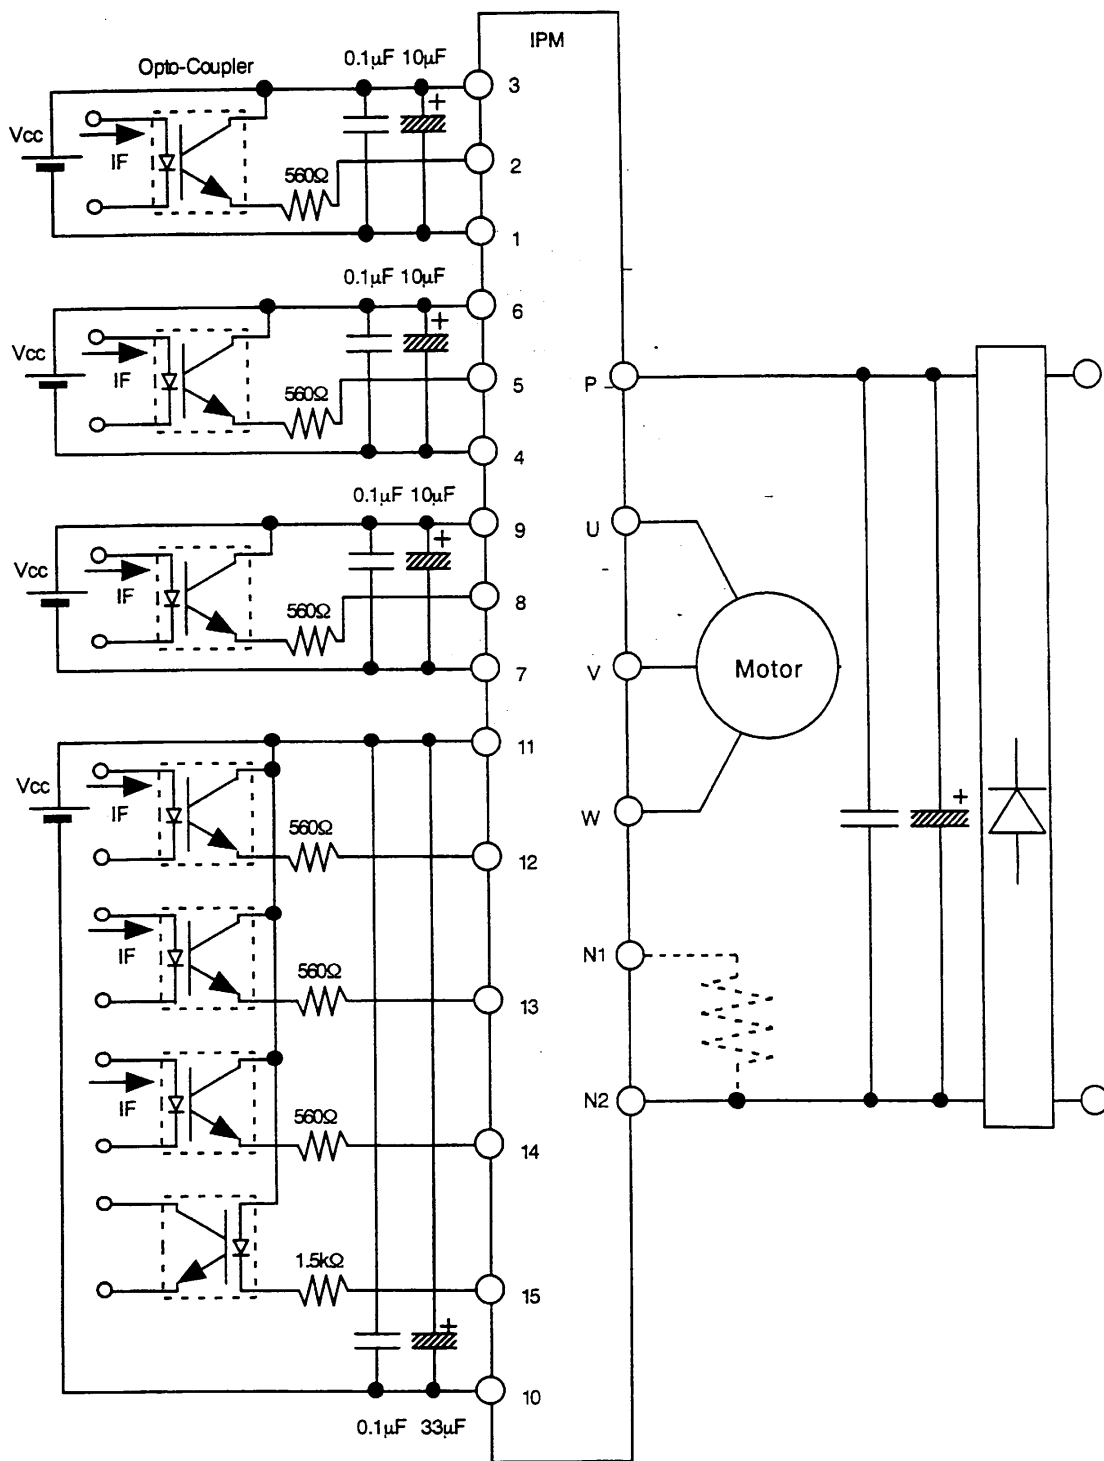 IPM
Opto-Coupler
0.1μF 10μF
3
Vcc
IF
2
560Ω
1
0.1μF 10μF
6
Vcc
IF
5
560Ω
4
P
0.1μF 10μF
9
U
Vcc
IF
8
560Ω
7
V
Motor
11
Vcc
IF
560Ω
W
12
IF
560Ω
N1
13
IF
560Ω
N2
14
1.5kΩ
15
10
0.1μF 33μF
+
+
+
+
+